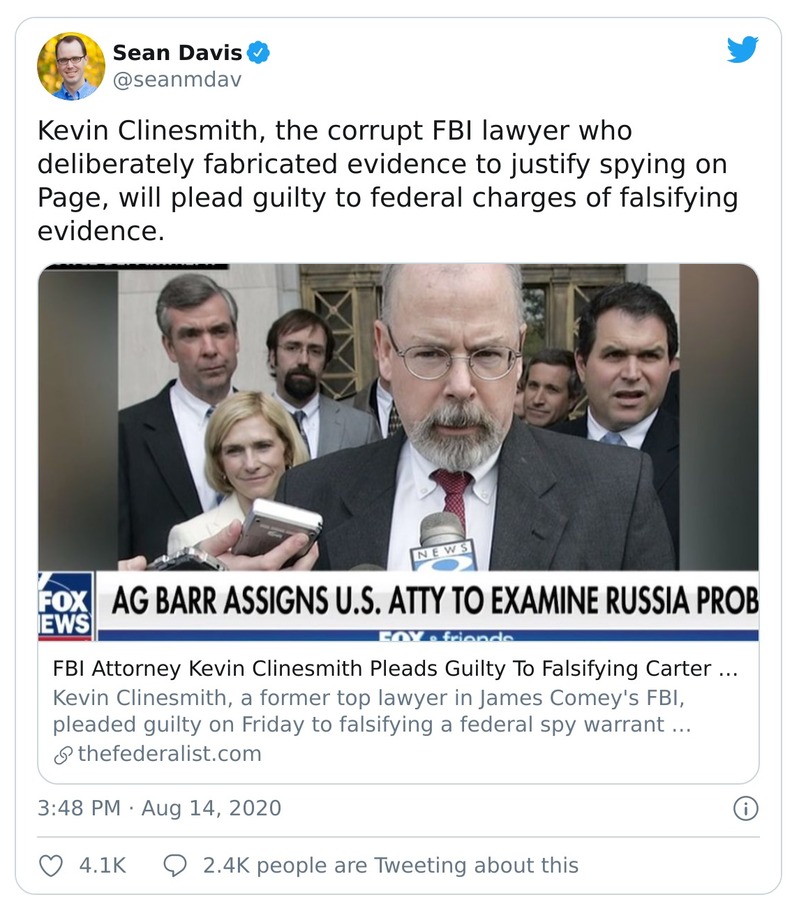 Sean Davis
@seanmdav
Kevin Clinesmith, the corrupt FBI lawyer who
deliberately fabricated evidence to justify spying on
Page, will plead guilty to federal charges of falsifying
evidence.
NEWS
FOX
EWS
AG BARR ASSIGNS U.S. ATTY TO EXAMINE RUSSIA PROB
FOX & friends
FBI Attorney Kevin Clinesmith Pleads Guilty To Falsifying Carter ...
Kevin Clinesmith, a former top lawyer in James Comey's FBI,
pleaded guilty on Friday to falsifying a federal spy warrant ...
thefederalist.com
3:48 PM · Aug 14, 2020
4.1K
2.4K people are Tweeting about this